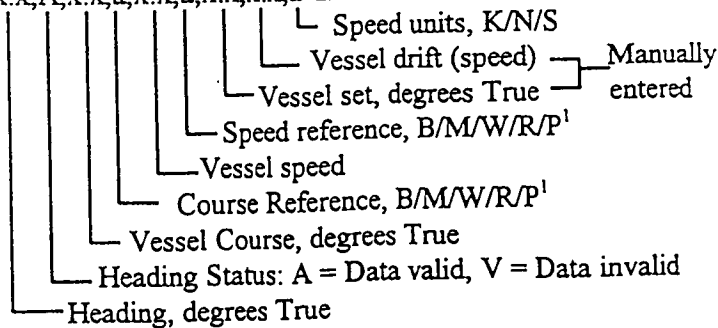 Speed units, K/N/S
Vessel drift (speed)
Manually
Vessel set, degrees True
entered
Speed reference, B/M/W/R/P¹
Vessel speed
Course Reference, B/M/W/R/P¹
Vessel Course, degrees True
Heading Status: A = Data valid, V = Data invalid
Heading, degrees True